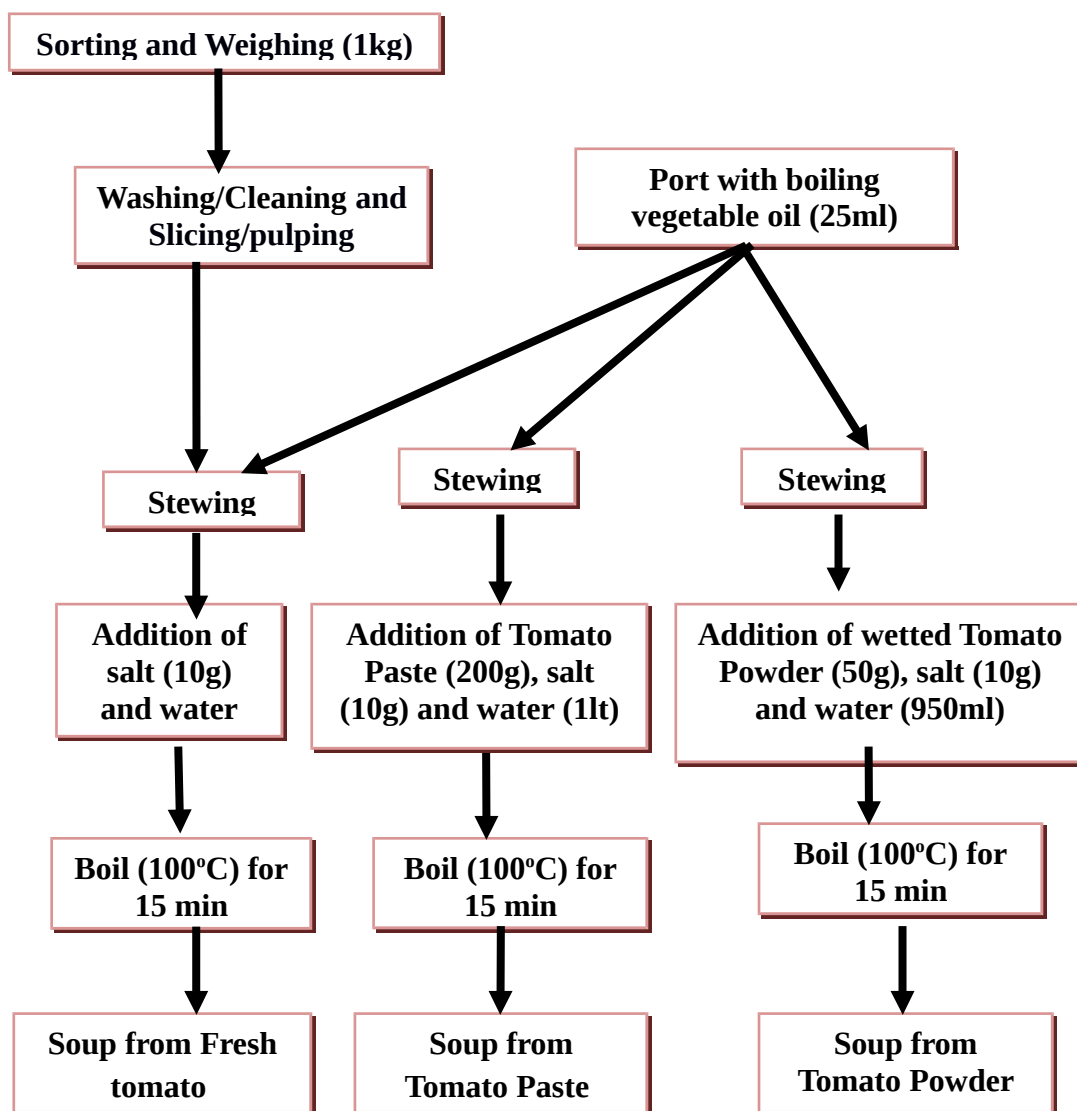 Sorting and Weighing (1kg)
Washing/Cleaning and
Slicing/pulping
Port with boiling
vegetable oil (25ml)
Stewing
Stewing
Stewing
Addition of
salt (10g)
and water
Addition of Tomato
Paste (200g), salt
(10g) and water (1lt)
Addition of wetted Tomato
Powder (50g), salt (10g)
and water (950ml)
Boil (100ºC) for
15 min
Boil (100ºC) for
15 min
Boil (100ºC) for
15 min
Soup from Fresh
tomato
Soup from
Tomato Paste
Soup from
Tomato Powder